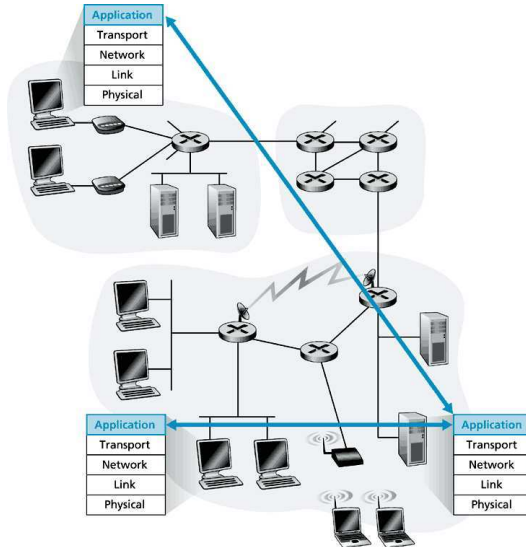 Application
Transport
Network
Link
Physical
Application
Transport
Network
Link
Physical
Application
Transport
Network
Link
Physical